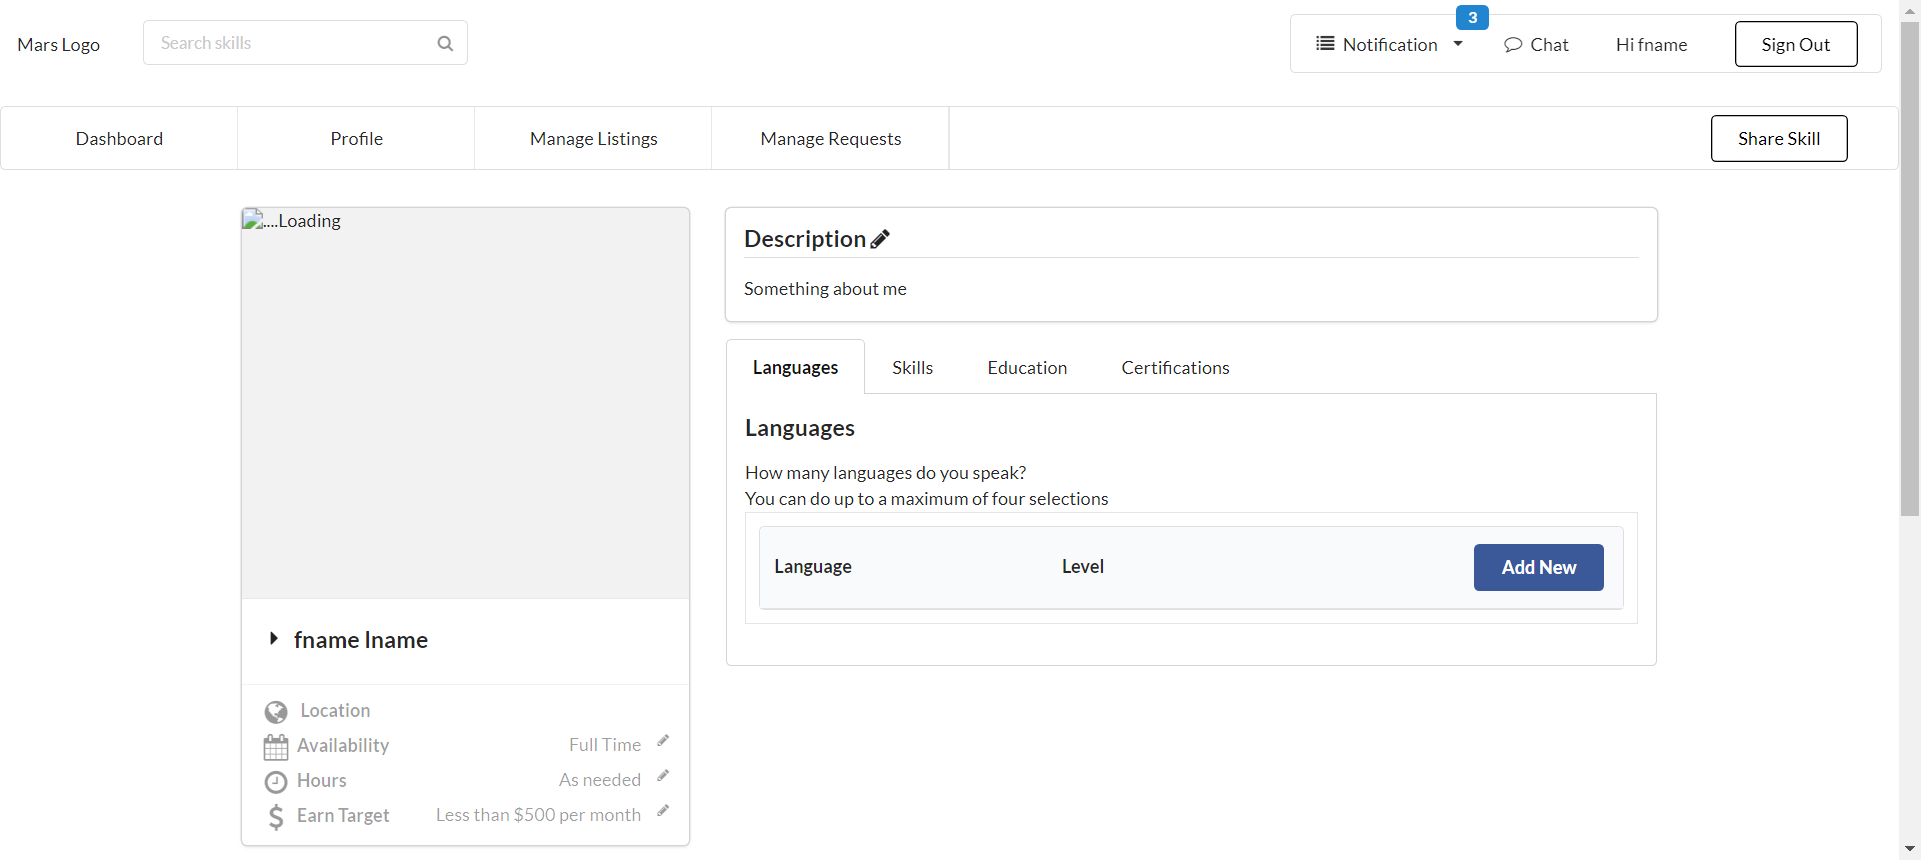 Mars Logo
Search skills
3
Notification
Chat
Hi fname
Sign Out
Dashboard
Profile
Manage Listings
Manage Requests
Share Skill
....Loading
fname lname
Location
Availability Full Time
Hours As needed
Earn Target Less than $500 per month
Description
Something about me
Languages Skills Education Certifications
Languages
How many languages do you speak?
You can do up to a maximum of four selections
Language Level Add New